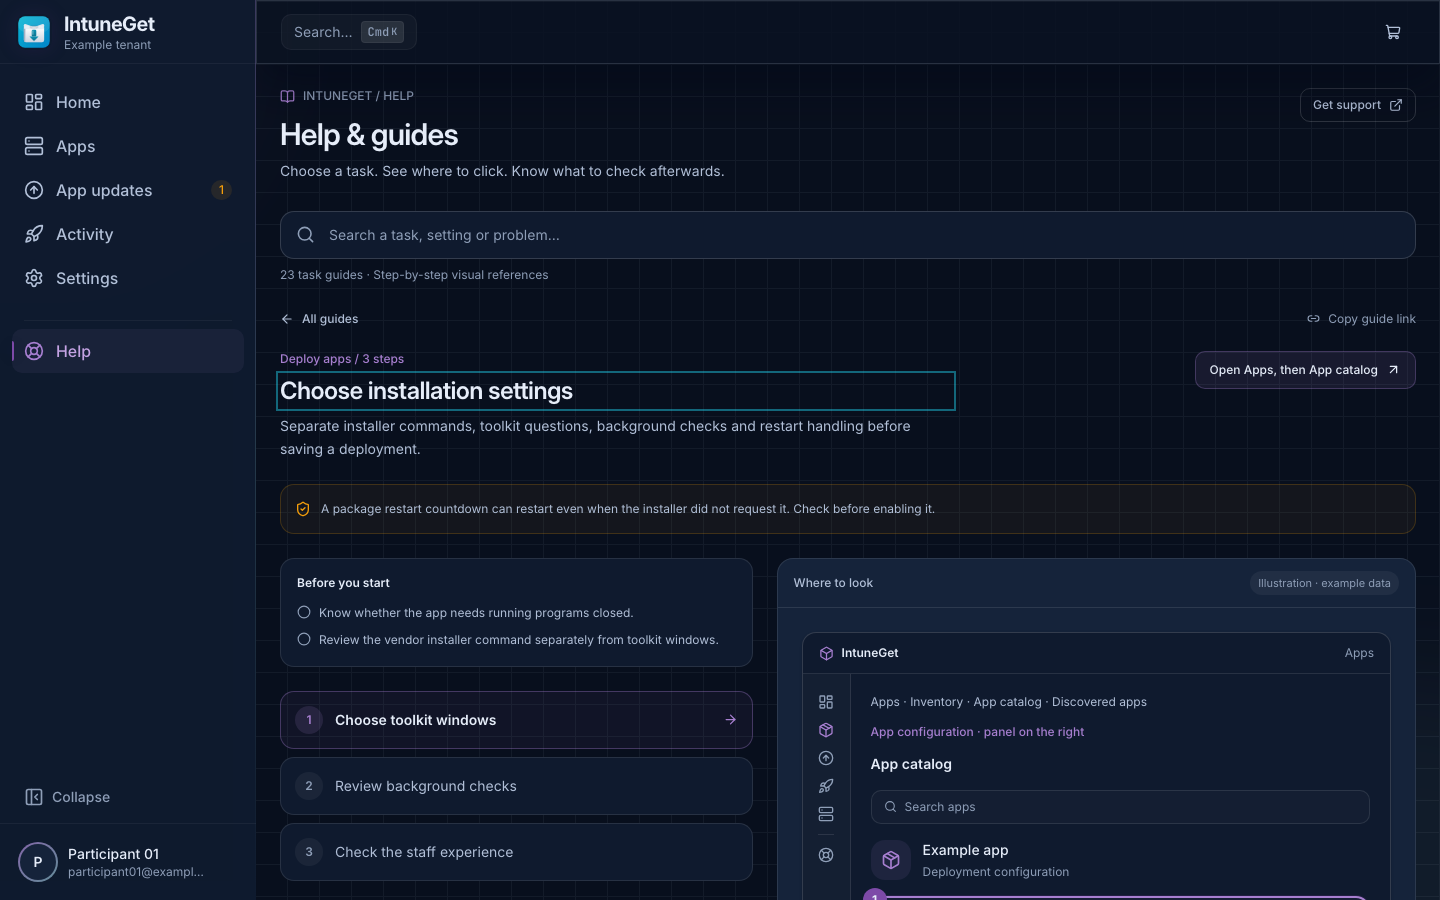 IntuneGet
Example tenant
Search...
Cmd K
Home
Apps
App updates
1
Activity
Settings
Help
Collapse
P
Participant 01
participant01@exampl...
INTUNEGET / HELP
Help & guides
Choose a task. See where to click. Know what to check afterwards.
Get support
Search a task, setting or problem...
23 task guides · Step-by-step visual references
All guides
Copy guide link
Deploy apps / 3 steps
Choose installation settings
Separate installer commands, toolkit questions, background checks and restart handling before
saving a deployment.
Open Apps, then App catalog
A package restart countdown can restart even when the installer did not request it. Check before enabling it.
Before you start
Know whether the app needs running programs closed.
Review the vendor installer command separately from toolkit windows.
1
Choose toolkit windows
2
Review background checks
3
Check the staff experience
Where to look
Illustration · example data
IntuneGet
Apps
Apps · Inventory · App catalog · Discovered apps
App configuration · panel on the right
App catalog
Search apps
Example app
Deployment configuration
1